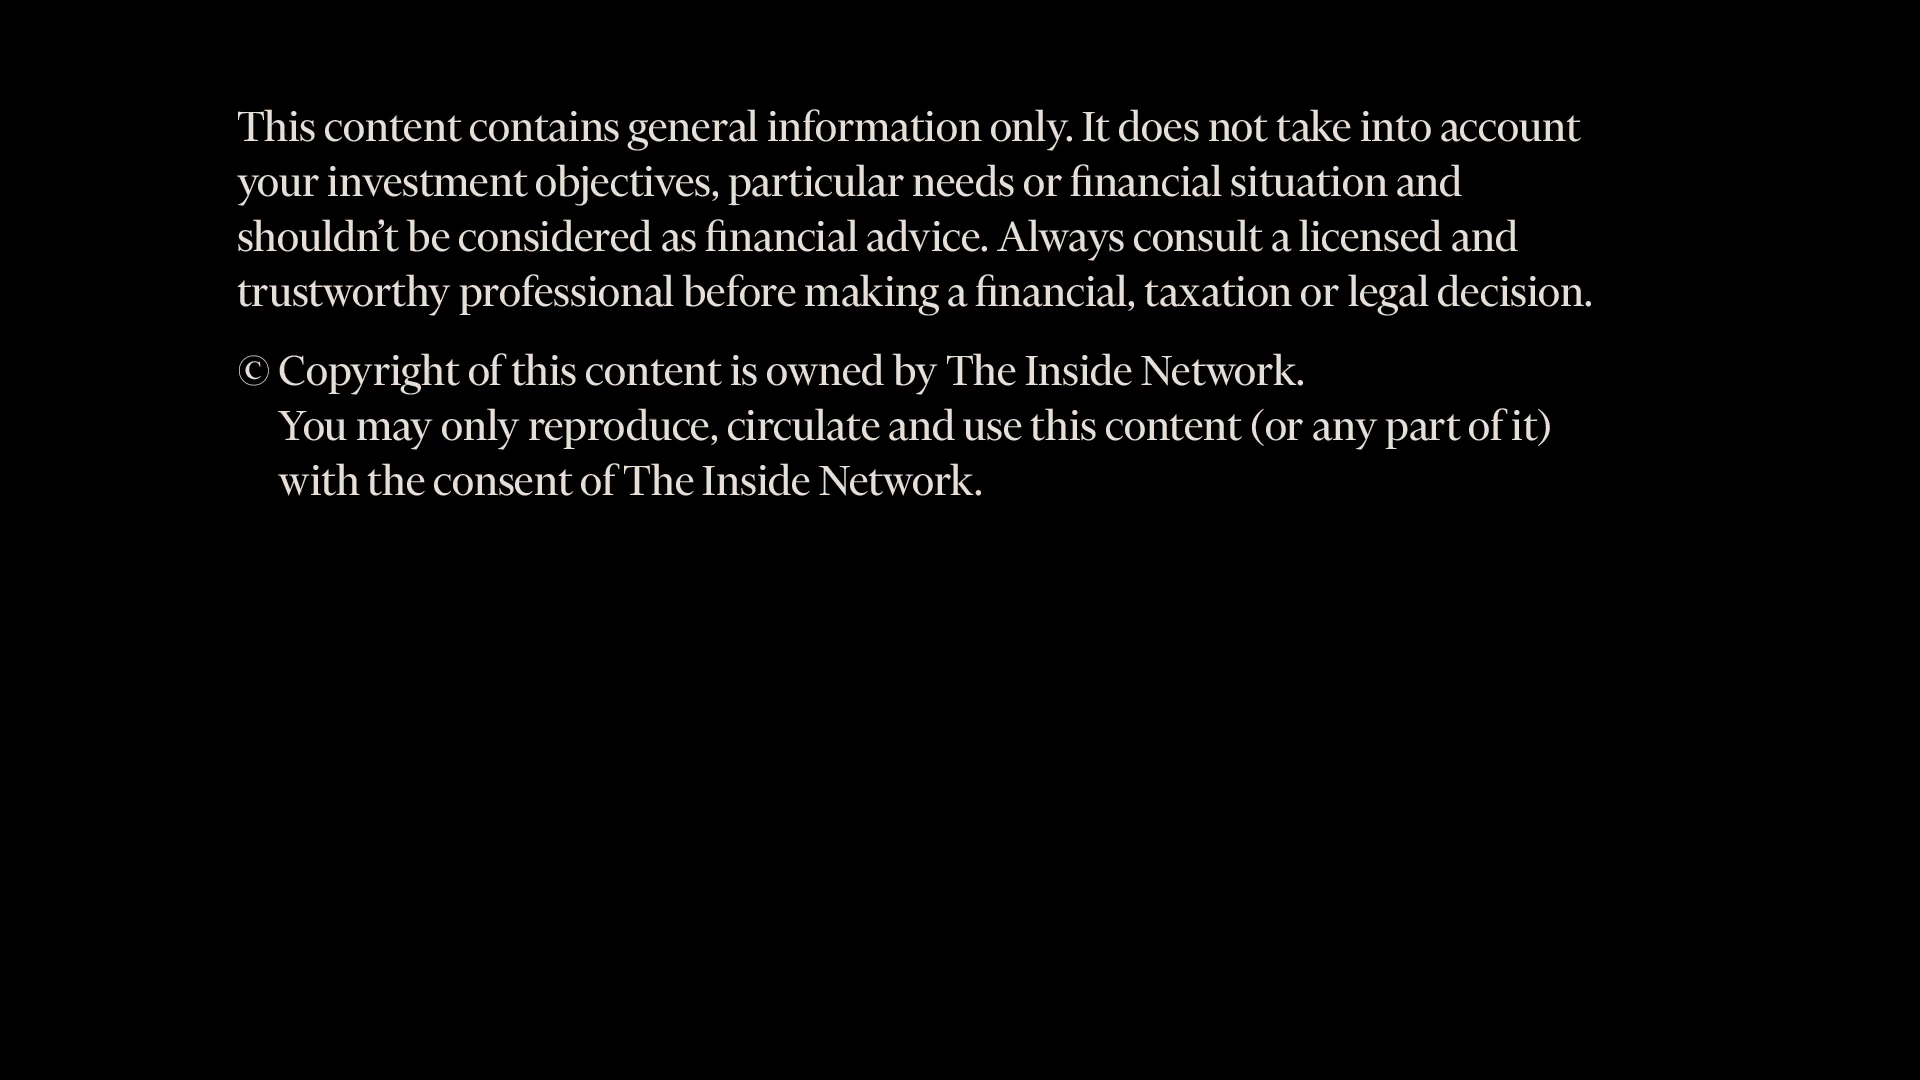 This content contains general information only. It does not take into account
your investment objectives, particular needs or financial situation and
shouldn’t be considered as financial advice. Always consult a licensed and
trustworthy professional before making a financial, taxation or legal decision.
© Copyright of this content is owned by The Inside Network.
You may only reproduce, circulate and use this content (or any part of it)
with the consent of The Inside Network.